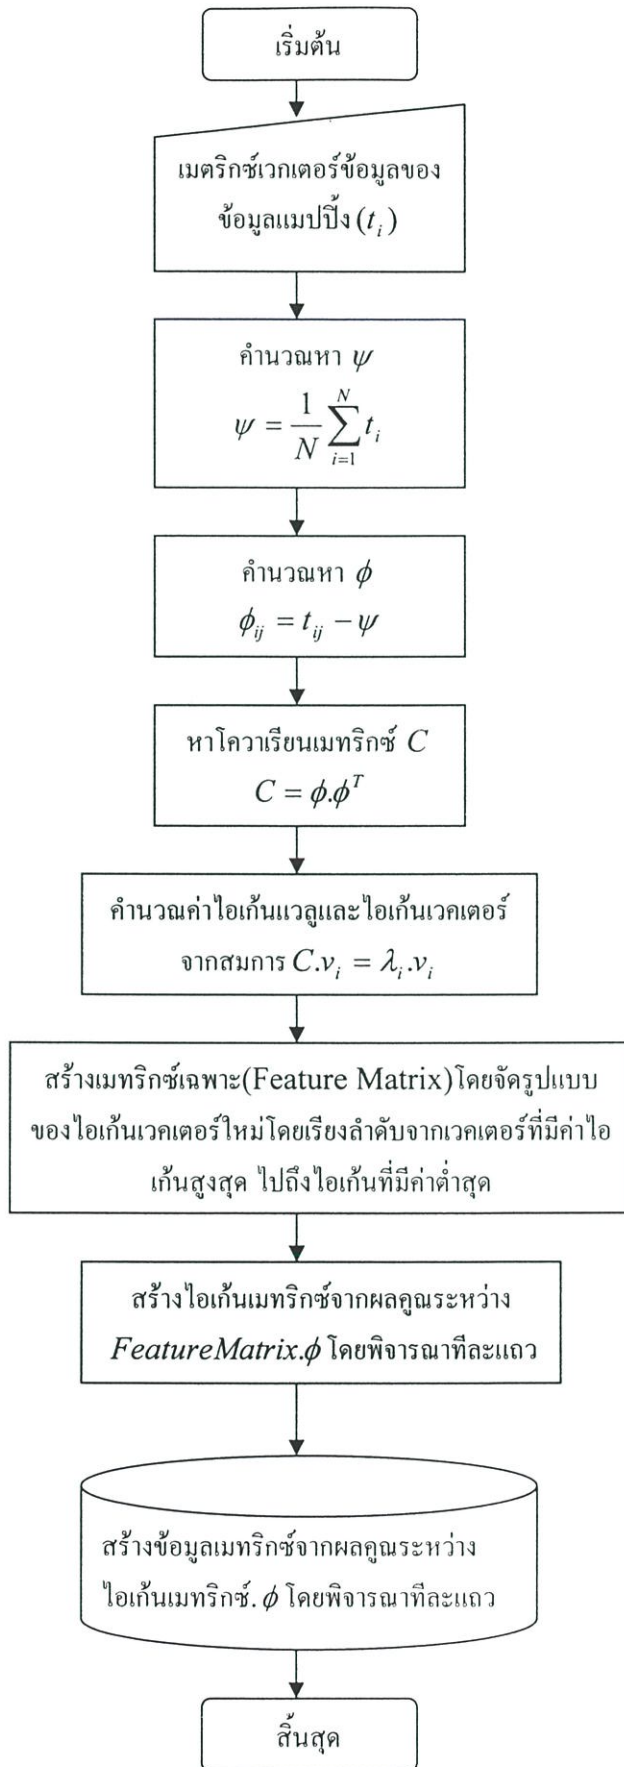 เริ่มต้น
เมตริกซ์เวกเตอร์ข้อมูลของ
ข้อมูลแมปปิ้ง (t_i)
คำนวณหา ψ
ψ = \frac{1}{N} \sum_{i=1}^{N} t_i
คำนวณหา ϕ
ϕ_{ij} = t_{ij} − ψ
หาโควาเรียนเมทริกซ์ C
C = ϕ.ϕ^T
คำนวณค่าไอเก้นแวลูและไอเก้นเวคเตอร์
จากสมการ C.v_i = λ_i.v_i
สร้างเมทริกซ์เฉพาะ(Feature Matrix)โดยจัดรูปแบบ
ของไอเก้นเวคเตอร์ใหม่โดยเรียงลำดับจากเวคเตอร์ที่มีค่าไอ
เก้นสูงสุด ไปถึงไอเก้นที่มีค่าต่ำสุด
สร้างไอเก้นเมทริกซ์จากผลคูณระหว่าง
FeatureMatrix.ϕ โดยพิจารณาทีละแถว
สร้างข้อมูลเมทริกซ์จากผลคูณระหว่าง
ไอเก้นเมทริกซ์. ϕ โดยพิจารณาทีละแถว
สิ้นสุด